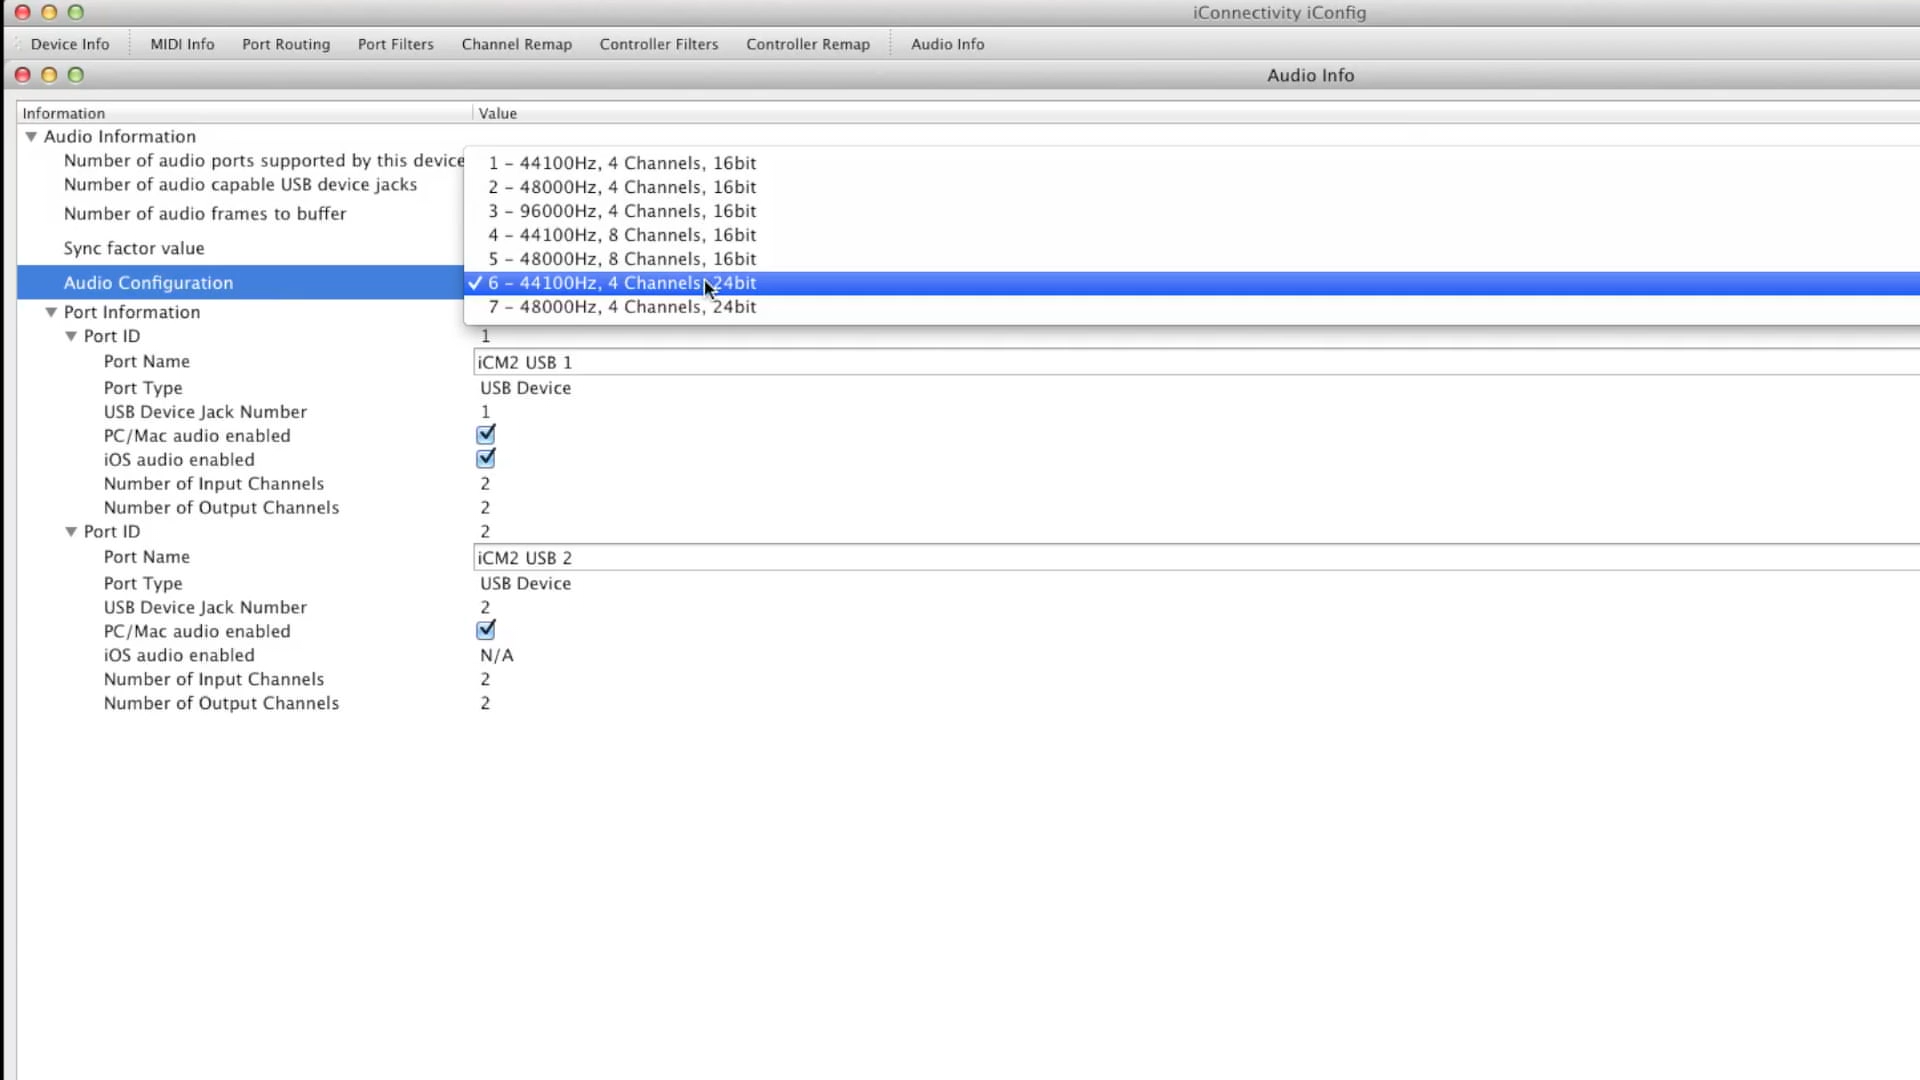 iConnectivity iConfig
Device Info MIDI Info Port Routing Port Filters Channel Remap Controller Filters Controller Remap Audio Info
Audio Info
Information Value
Audio Information
Number of audio ports supported by this device
1 - 44100Hz, 4 Channels, 16bit
Number of audio capable USB device jacks
2 - 48000Hz, 4 Channels, 16bit
Number of audio frames to buffer
3 - 96000Hz, 4 Channels, 16bit
4 - 44100Hz, 8 Channels, 16bit
Sync factor value
5 - 48000Hz, 8 Channels, 16bit
Audio Configuration
✓ 6 - 44100Hz, 4 Channels, 24bit
7 - 48000Hz, 4 Channels, 24bit
Port Information
Port ID 1
Port Name iCM2 USB 1
Port Type USB Device
USB Device Jack Number 1
PC/Mac audio enabled
iOS audio enabled
Number of Input Channels 2
Number of Output Channels 2
Port ID 2
Port Name iCM2 USB 2
Port Type USB Device
USB Device Jack Number 2
PC/Mac audio enabled
iOS audio enabled N/A
Number of Input Channels 2
Number of Output Channels 2